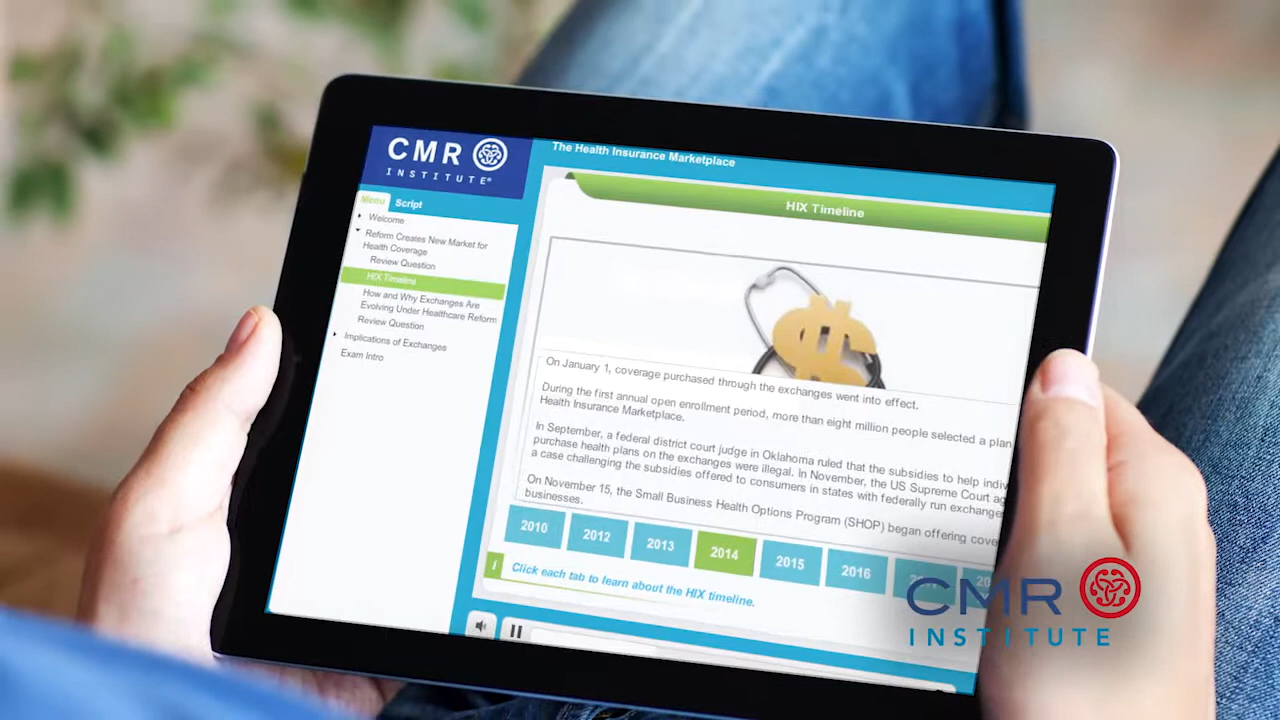 CMR
INSTITUTE®
The Health Insurance Marketplace
Menu
Script
Welcome
Reform Creates New Market for
Health Coverage
Review Question
HIX Timeline
How and Why Exchanges Are
Evolving Under Healthcare Reform
Review Question
Implications of Exchanges
Exam Intro
HIX Timeline
On January 1, coverage purchased through the exchanges went into effect.
During the first annual open enrollment period, more than eight million people selected a plan
Health Insurance Marketplace.
In September, a federal district court judge in Oklahoma ruled that the subsidies to help
purchase health plans on the exchanges were illegal. In November, the US Supreme Court
a case challenging the subsidies offered to consumers in states with federally run
On November 15, the Small Business Health Options Program (SHOP) began offering
businesses.
2010
2012
2013
2014
2015
2016
i
Click each tab to learn about the HIX timeline.
CMR
INSTITUTE